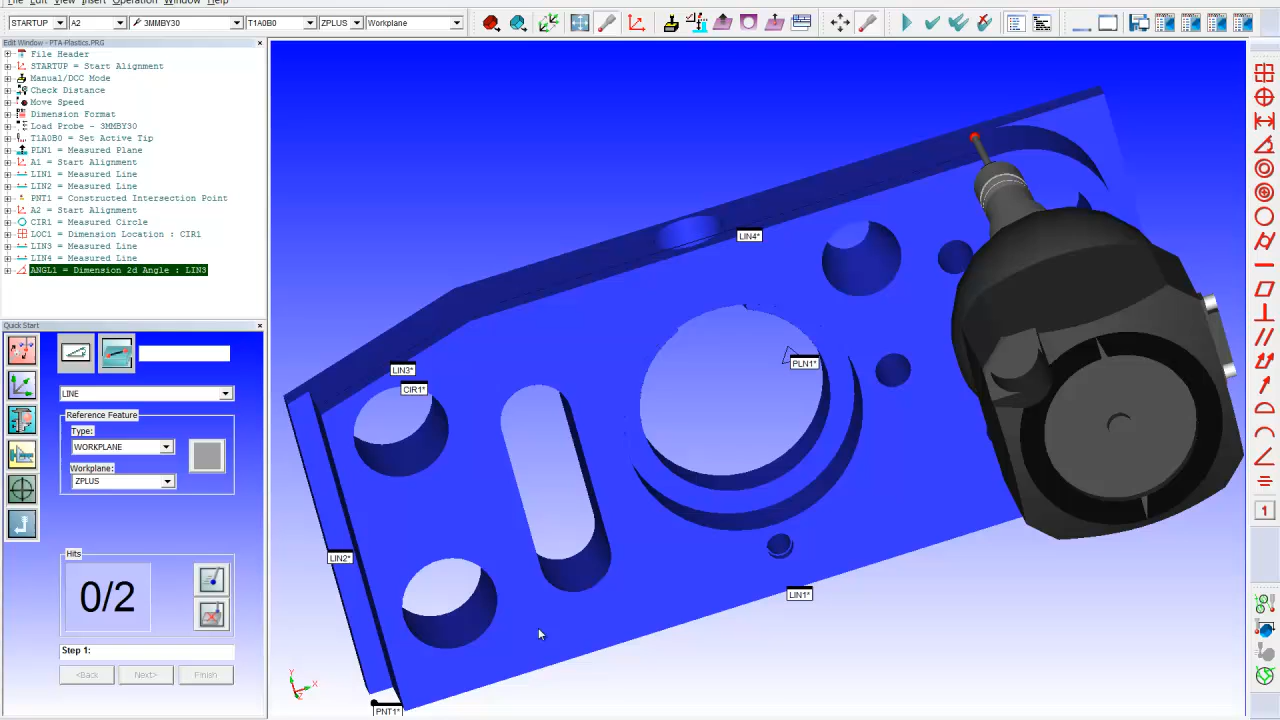 File Edit View Insert Operation Window Help
STARTUP A2 3MMBY30 T1A0B0 ZPLUS Workplane
Edit Window - PTA-Plastics.PRG
File Header
STARTUP = Start Alignment
Manual/DCC Mode
Check Distance
Move Speed
Dimension Format
Load Probe - 3MMBY30
T1A0B0 = Set Active Tip
PLN1 = Measured Plane
A1 = Start Alignment
LIN1 = Measured Line
LIN2 = Measured Line
PNT1 = Constructed Intersection Point
A2 = Start Alignment
CIR1 = Measured Circle
LOC1 = Dimension Location : CIR1
LIN3 = Measured Line
LIN4 = Measured Line
ANGL1 = Dimension 2d Angle : LIN3
Quick Start
LINE
Reference Feature
Type:
WORKPLANE
Workplane:
ZPLUS
Hits
0/2
Step 1:
<Back Next> Finish
LIN4*
PLN1*
LIN3*
CIR1*
LIN2*
LIN1*
PNT1*
Y
X
Z
1